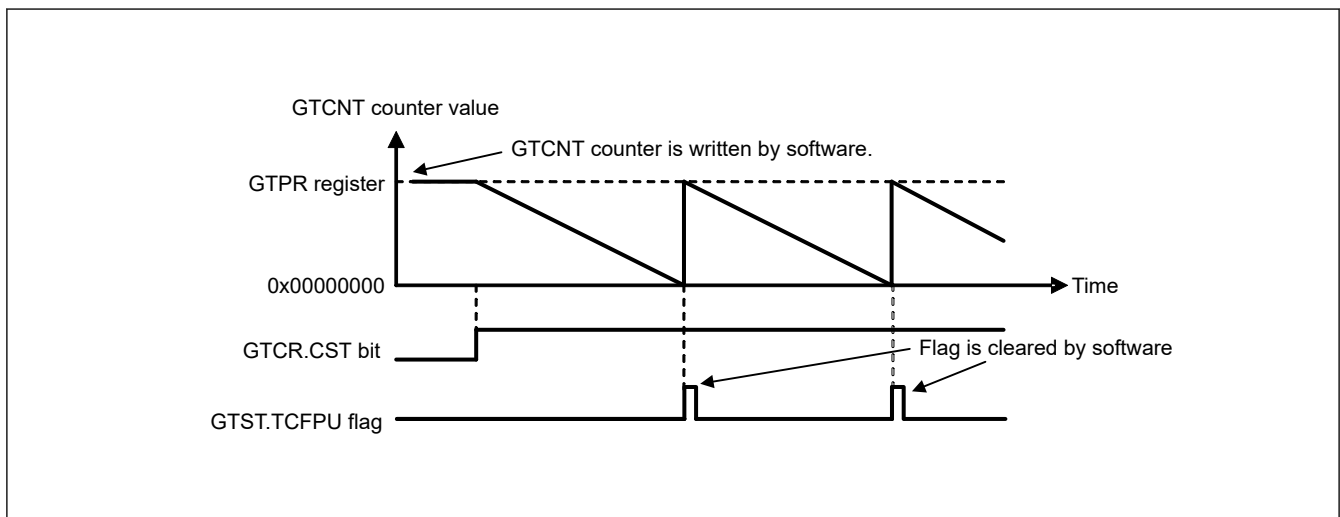 GTCNT counter value
GTCNT counter is written by software.
GTPR register
0x00000000
Time
GTCR.CST bit
Flag is cleared by software
GTST.TCFPU flag